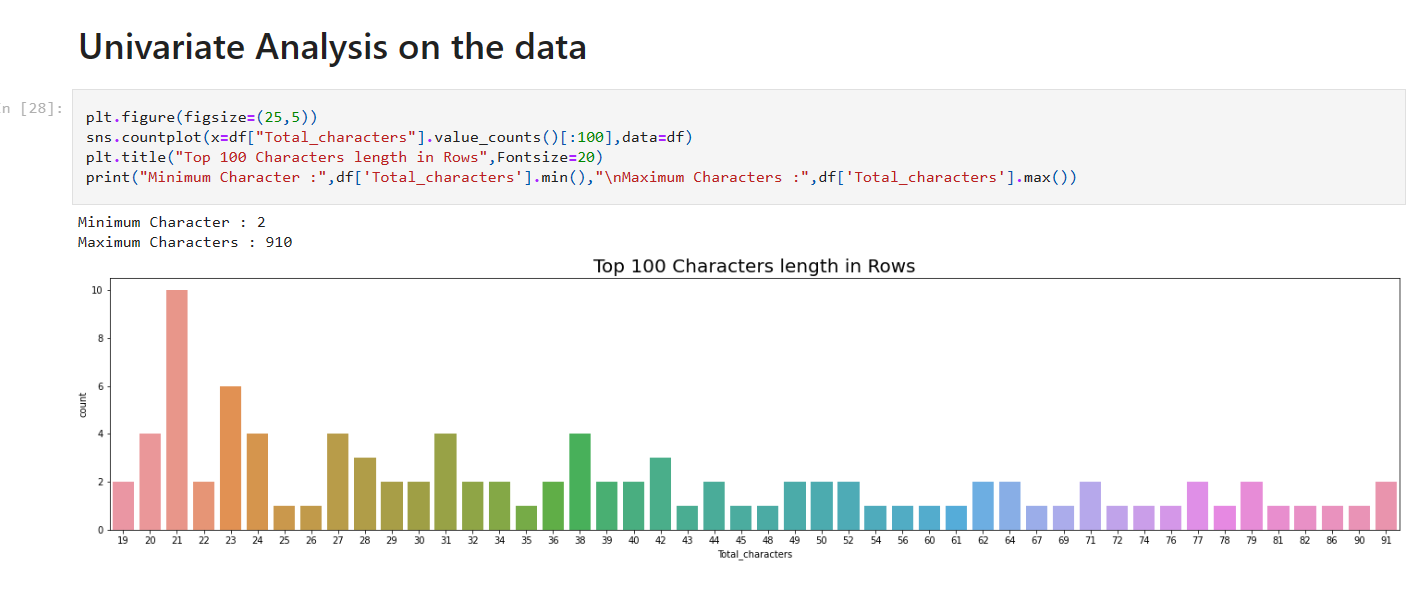 Univariate Analysis on the data
n [28]:
plt.figure(figsize=(25,5))
sns.countplot(x=df["Total_characters"].value_counts()[:100],data=df)
plt.title("Top 100 Characters length in Rows",Fontsize=20)
print("Minimum Character :",df['Total_characters'].min(),"\nMaximum Characters :",df['Total_characters'].max())
Minimum Character : 2
Maximum Characters : 910
Top 100 Characters length in Rows
10
8
6
4
2
0
count
19 20 21 22 23 24 25 26 27 28 29 30 31 32 34 35 36 38 39 40 42 43 44 45 48 49 50 52 54 56 60 61 62 64 67 69 71 72 74 76 77 78 79 81 82 86 90 91
Total_characters